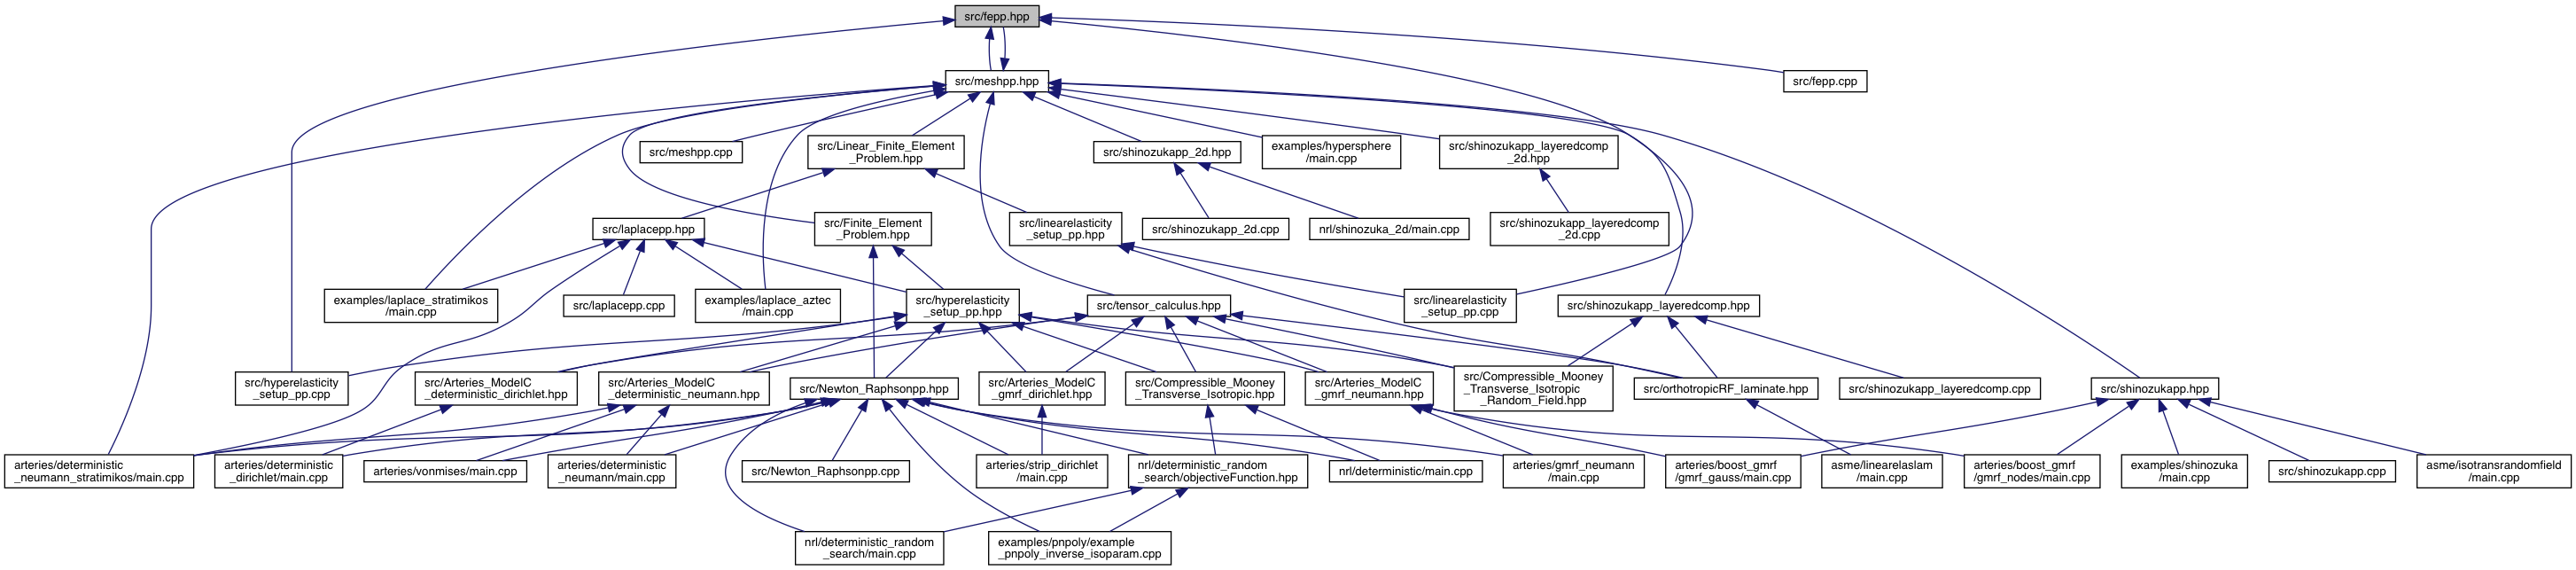 src/fepp.hpp
src/meshpp.hpp
src/fepp.cpp
src/meshpp.cpp
src/Linear_Finite_Element
_Problem.hpp
src/shinozukapp_2d.hpp
examples/hypersphere
/main.cpp
src/shinozukapp_layeredcomp
_2d.hpp
src/laplacepp.hpp
src/Finite_Element
_Problem.hpp
src/linearelasticity
_setup_pp.hpp
src/shinozukapp_2d.cpp
nrl/shinozuka_2d/main.cpp
src/shinozukapp_layeredcomp
_2d.cpp
examples/laplace_stratimikos
/main.cpp
src/laplacepp.cpp
examples/laplace_aztec
/main.cpp
src/hyperelasticity
_setup_pp.hpp
src/tensor_calculus.hpp
src/linearelasticity
_setup_pp.cpp
src/shinozukapp_layeredcomp.hpp
src/hyperelasticity
_setup_pp.cpp
src/Arteries_ModelC
_deterministic_dirichlet.hpp
src/Arteries_ModelC
_deterministic_neumann.hpp
src/Newton_Raphsonpp.hpp
src/Arteries_ModelC
_gmrf_dirichlet.hpp
src/Compressible_Mooney
_Transverse_Isotropic.hpp
src/Arteries_ModelC
_gmrf_neumann.hpp
src/Compressible_Mooney
_Transverse_Isotropic
_Random_Field.hpp
src/orthotropicRF_laminate.hpp
src/shinozukapp_layeredcomp.cpp
src/shinozukapp.hpp
arteries/deterministic
_neumann_stratimikos/main.cpp
arteries/deterministic
_dirichlet/main.cpp
arteries/vonmises/main.cpp
arteries/deterministic
_neumann/main.cpp
src/Newton_Raphsonpp.cpp
arteries/strip_dirichlet
/main.cpp
nrl/deterministic_random
_search/objectiveFunction.hpp
nrl/deterministic/main.cpp
arteries/gmrf_neumann
/main.cpp
arteries/boost_gmrf
/gmrf_gauss/main.cpp
asme/linearelaslam
/main.cpp
arteries/boost_gmrf
/gmrf_nodes/main.cpp
examples/shinozuka
/main.cpp
src/shinozukapp.cpp
asme/isotransrandomfield
/main.cpp
nrl/deterministic_random
_search/main.cpp
examples/pnpoly/example
_pnpoly_inverse_isoparam.cpp